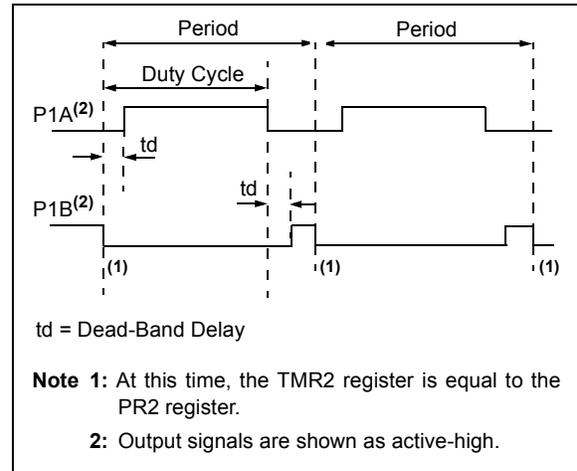 Period Period
Duty Cycle
P1A(2)
td
td
P1B(2)
(1) (1) (1)
td = Dead-Band Delay
Note 1: At this time, the TMR2 register is equal to the
PR2 register.
2: Output signals are shown as active-high.